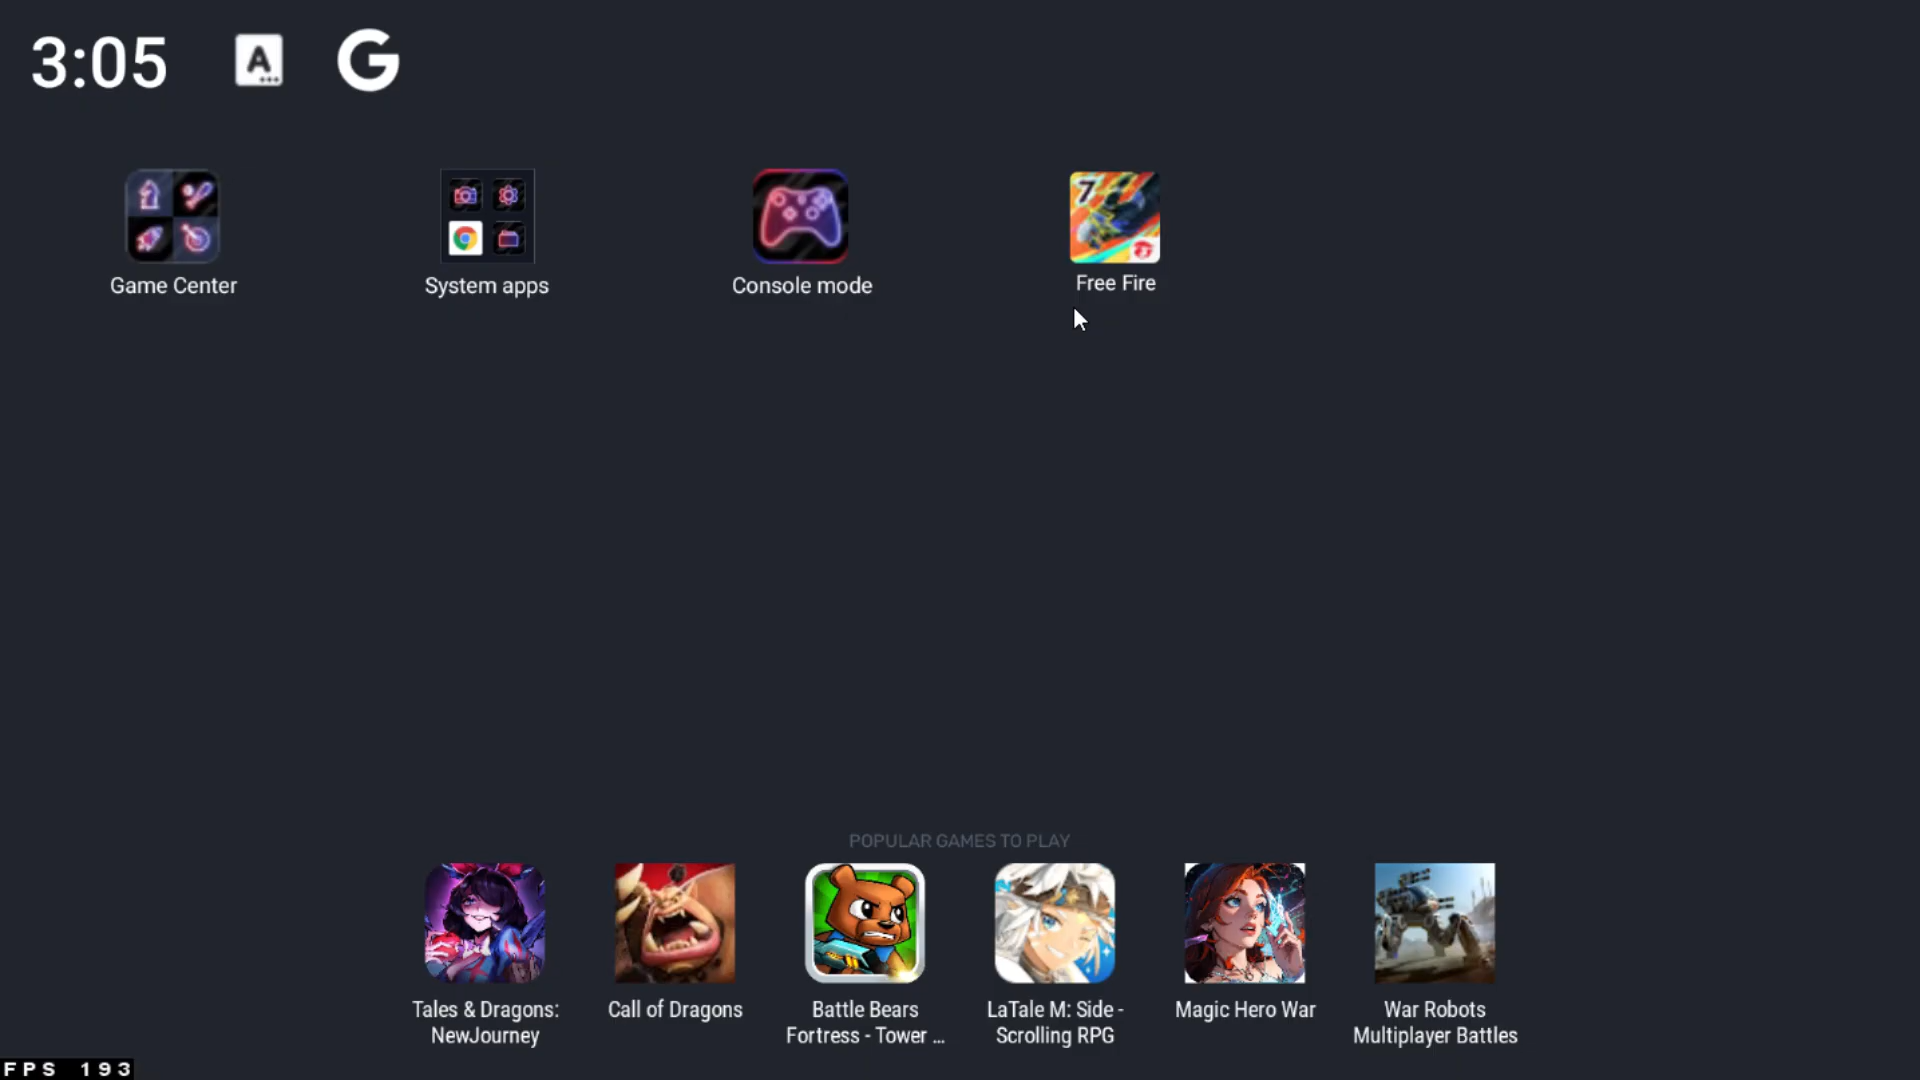 3:05
A...
G
Game Center
System apps
Console mode
7
Free Fire
POPULAR GAMES TO PLAY
Tales & Dragons:
NewJourney
Call of Dragons
Battle Bears
Fortress - Tower ...
LaTale M: Side -
Scrolling RPG
Magic Hero War
War Robots
Multiplayer Battles
FPS 193